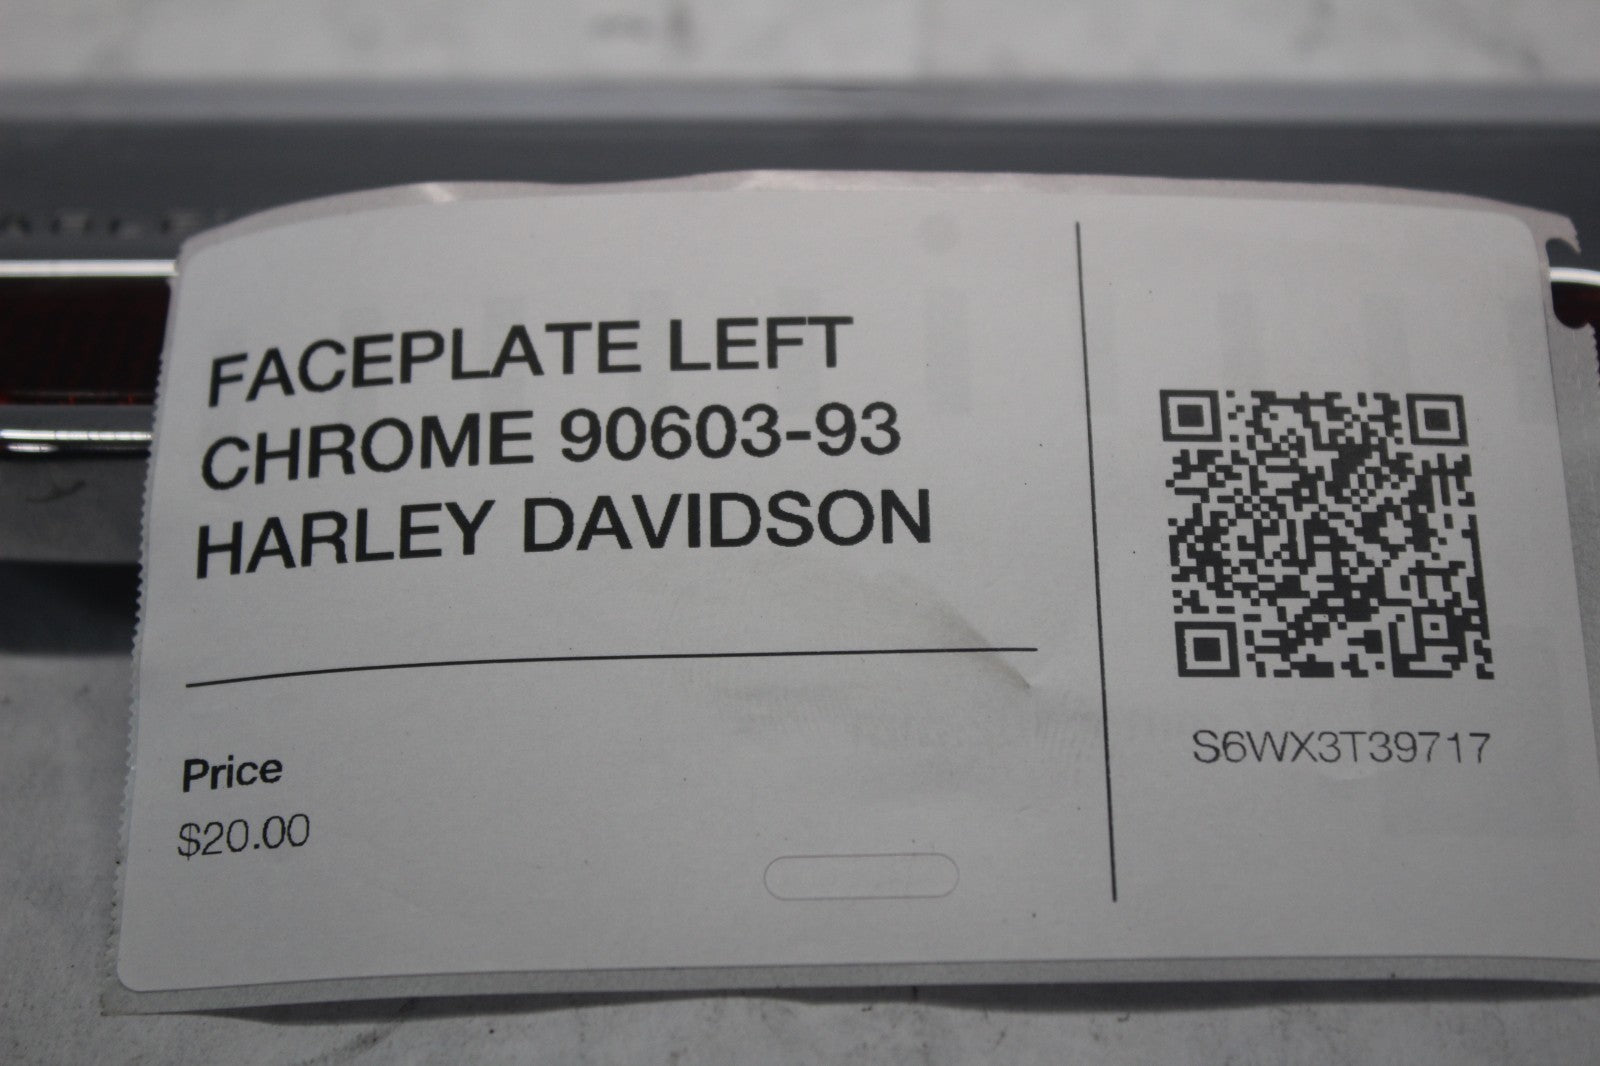 FACEPLATE LEFT
CHROME 90603-93
HARLEY DAVIDSON
Price
$20.00
S6WX3T39717